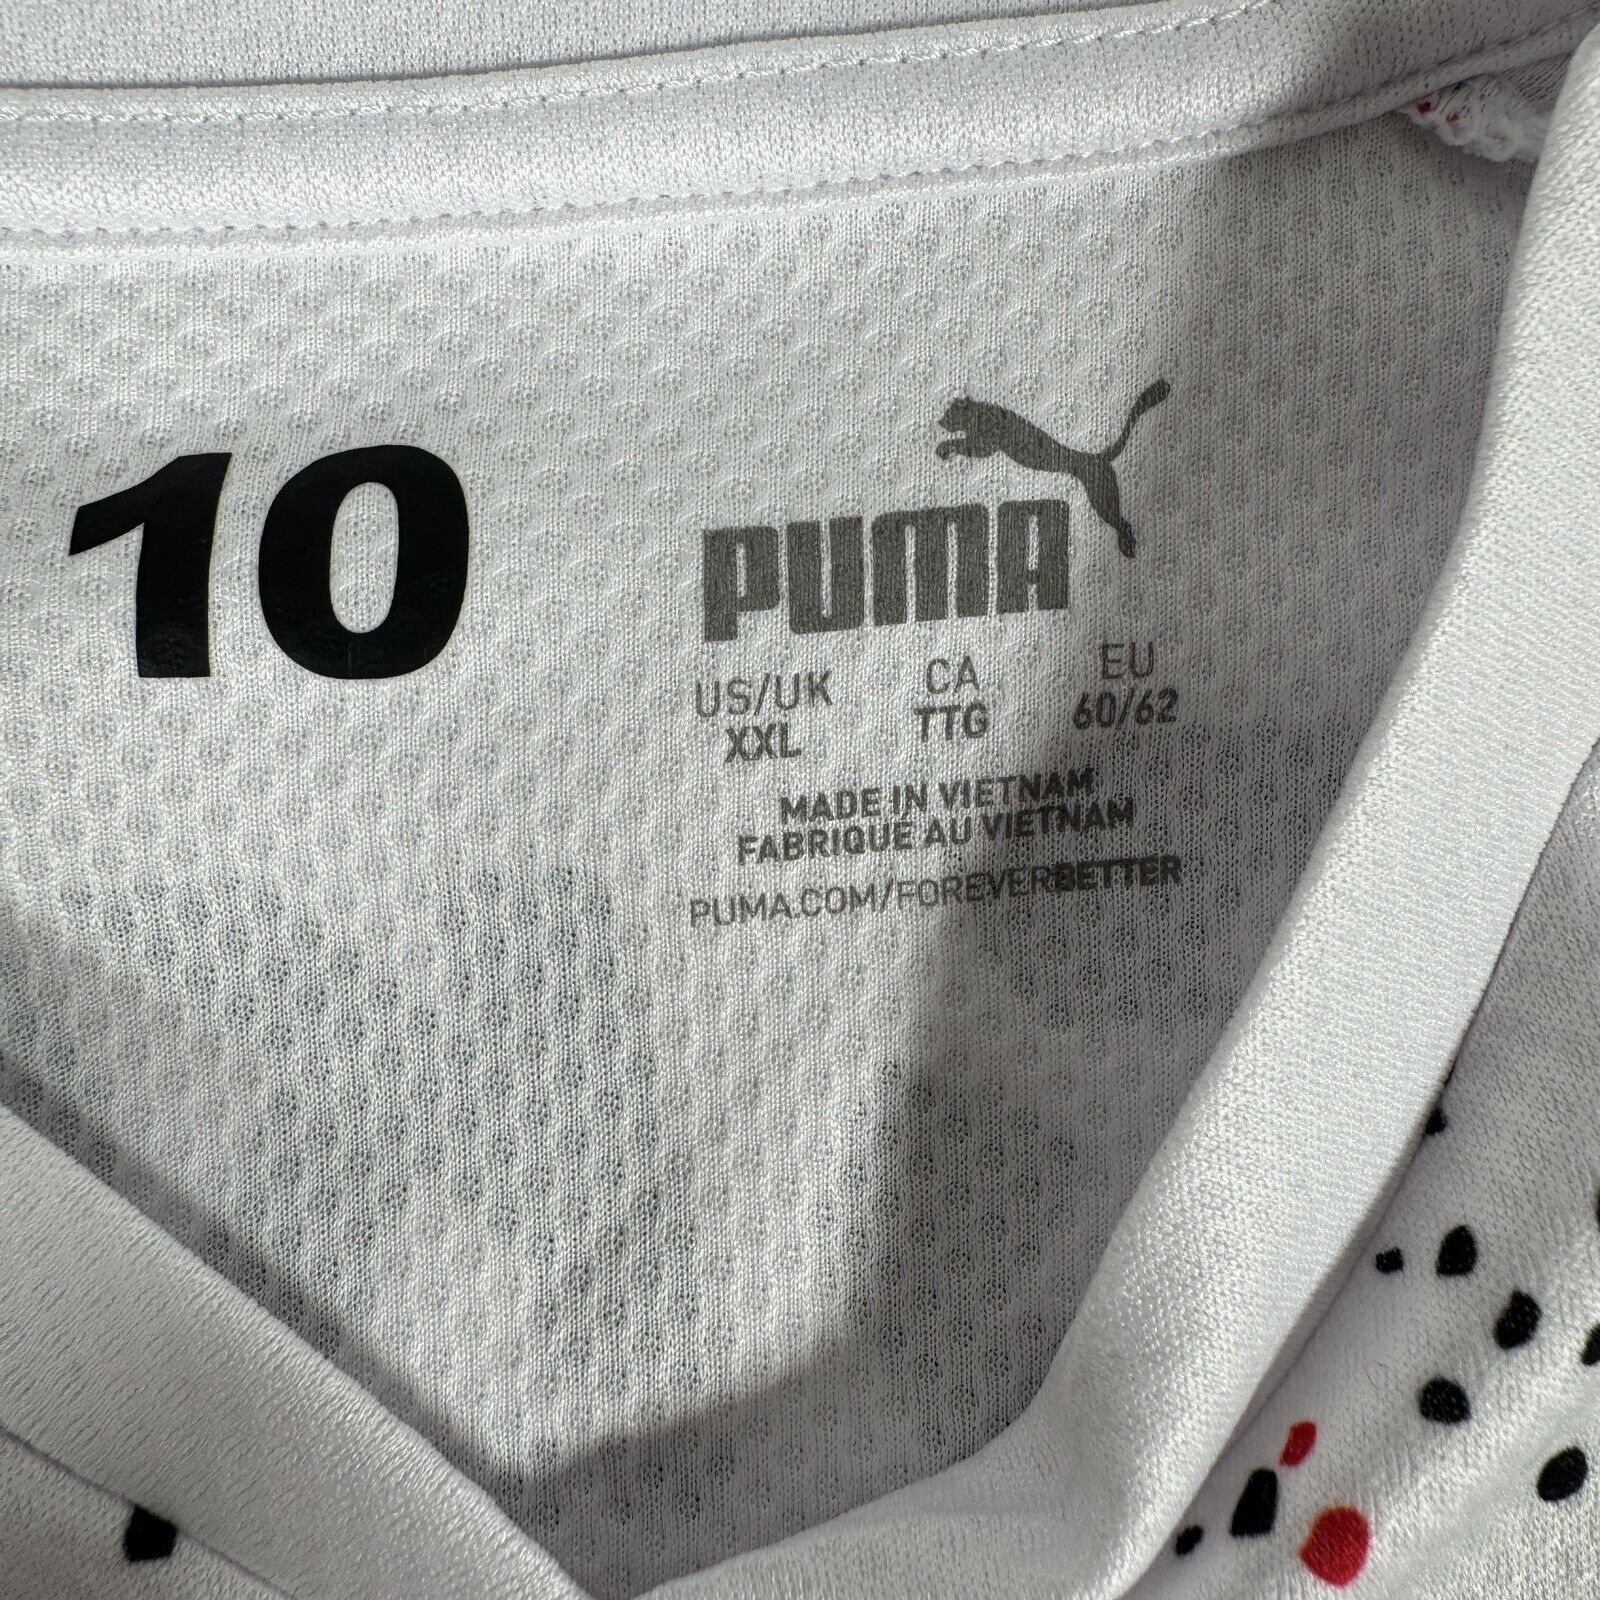 10
PUMA
US/UK CA EU
XXL TTG 60/62
MADE IN VIETNAM
FABRIQUÉ AU VIETNAM
PUMA.COM/FOREVERBETTER